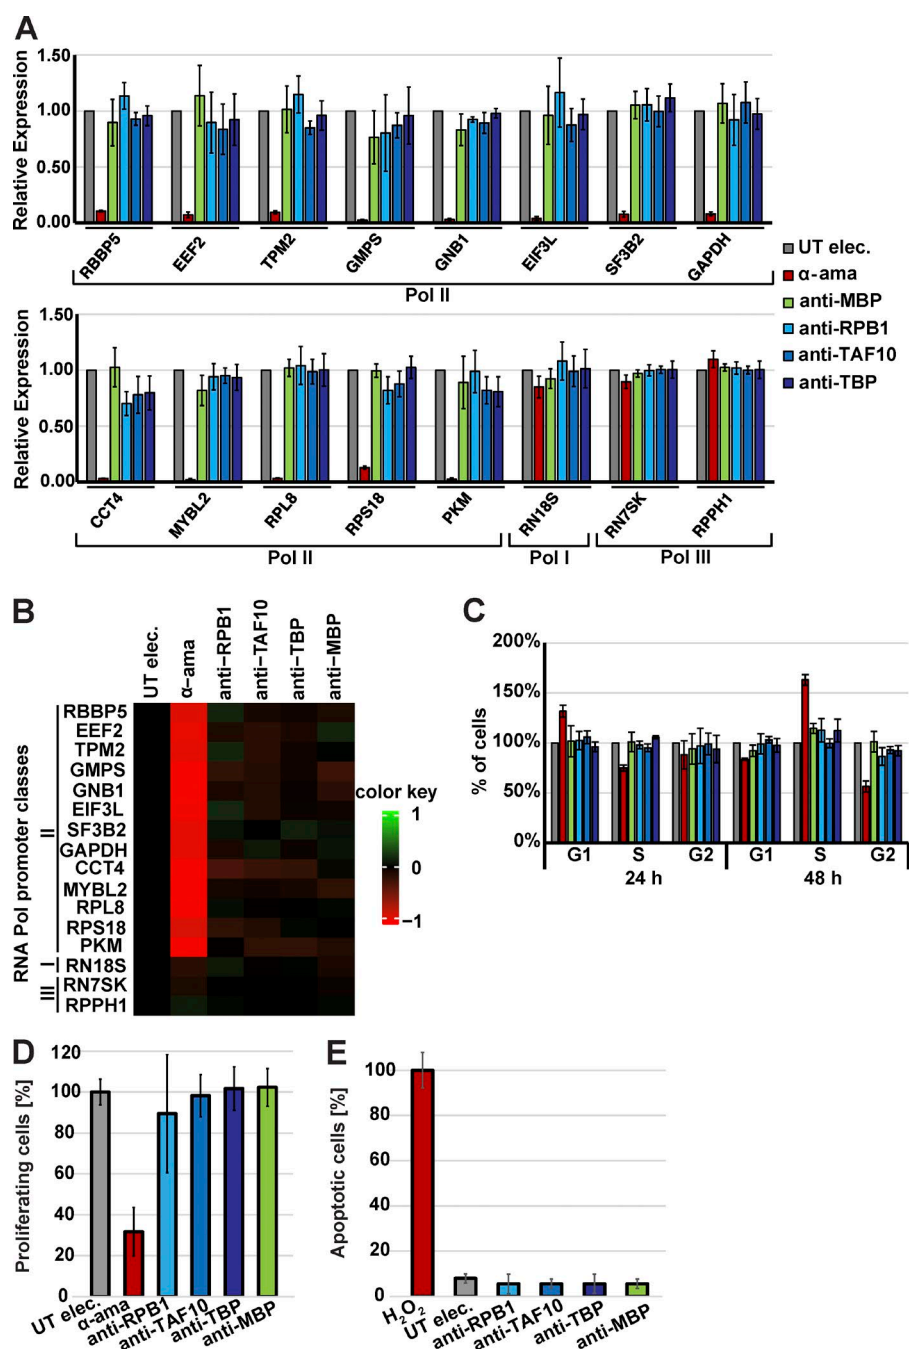 A
Relative Expression
1.50
1.00
0.50
0.00
RBBP5
EEF2
TPM2
GMPS
GNB1
EIF3L
SF3B2
GAPDH
Pol II
UT elec.
α-ama
anti-MBP
anti-RPB1
anti-TAF10
anti-TBP
Relative Expression
1.50
1.00
0.50
0.00
CCT4
MYBL2
RPL8
RPS18
PKM
RN18S
RN7SK
RPPH1
Pol II
Pol I
Pol III
B
UT elec.
α−ama
anti−RPB1
anti−TAF10
anti−TBP
anti−MBP
RNA Pol promoter classes
II
I
III
RBBP5
EEF2
TPM2
GMPS
GNB1
EIF3L
SF3B2
GAPDH
CCT4
MYBL2
RPL8
RPS18
PKM
RN18S
RN7SK
RPPH1
color key
1
0
−1
C
% of cells
200%
150%
100%
50%
0%
G1 S G2 G1 S G2
24 h 48 h
D
Proliferating cells [%]
120
100
80
60
40
20
0
UT elec.
α-ama
anti-RPB1
anti-TAF10
anti-TBP
anti-MBP
E
Apoptotic cells [%]
100
80
60
40
20
0
H2O2
UT elec.
anti-RPB1
anti-TAF10
anti-TBP
anti-MBP